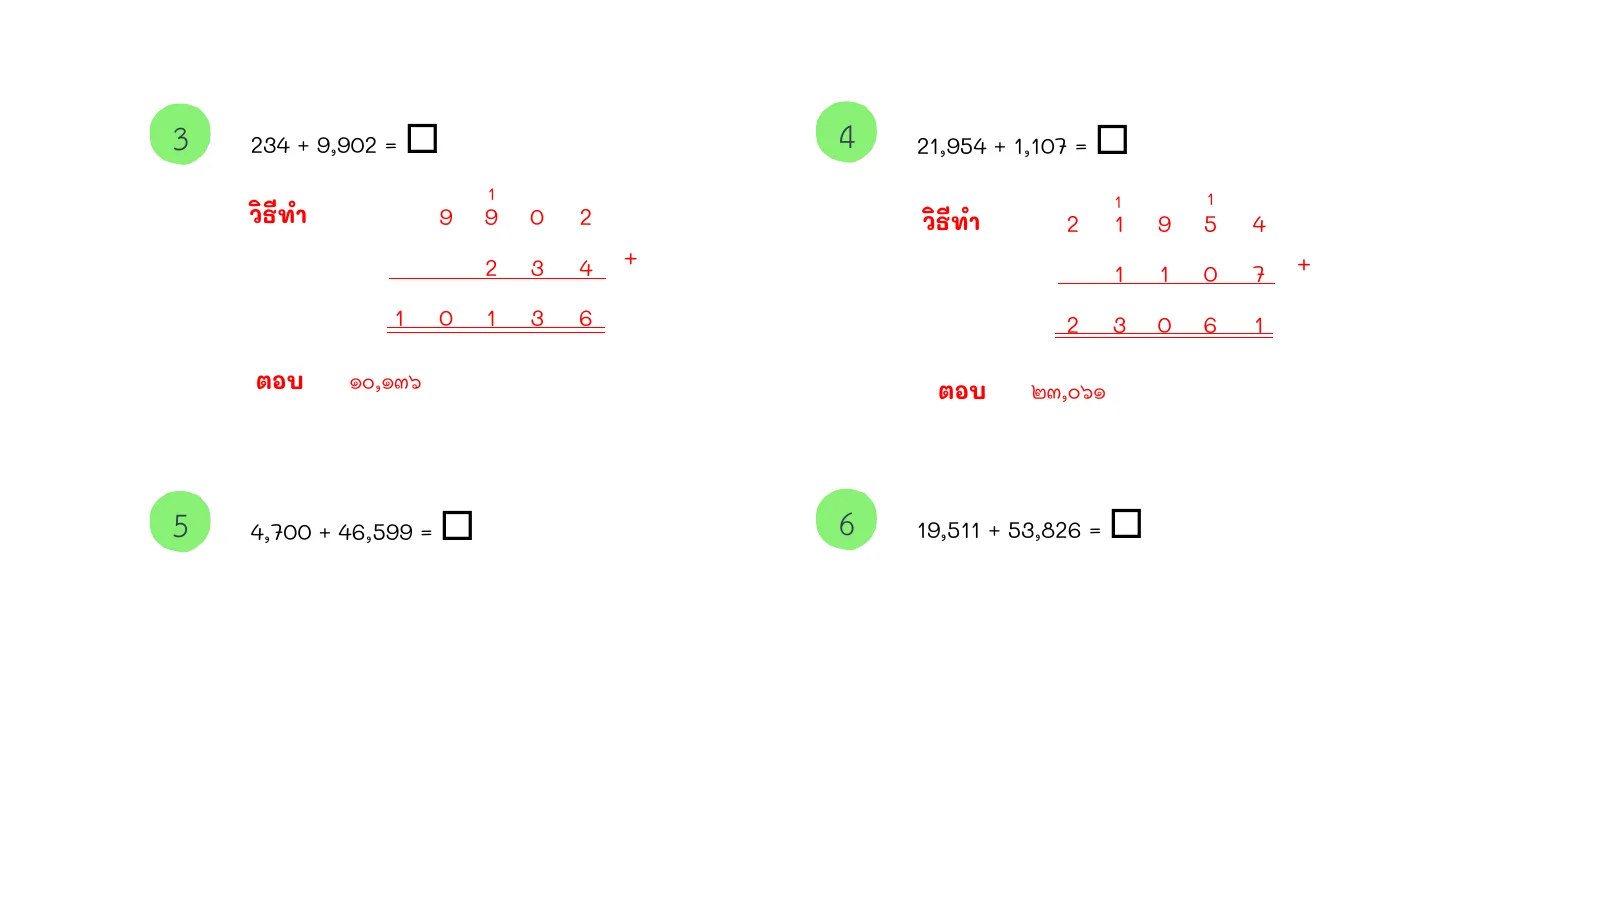 3
234 + 9,902 = □
วิธีทำ
1
9 9 0 2
2 3 4 +
1 0 1 3 6
ตอบ ๑๐,๑๓๖
4
21,954 + 1,107 = □
วิธีทำ
1 1
2 1 9 5 4
1 1 0 7 +
2 3 0 6 1
ตอบ ๒๓,๐๖๑
5
4,700 + 46,599 = □
6
19,511 + 53,826 = □